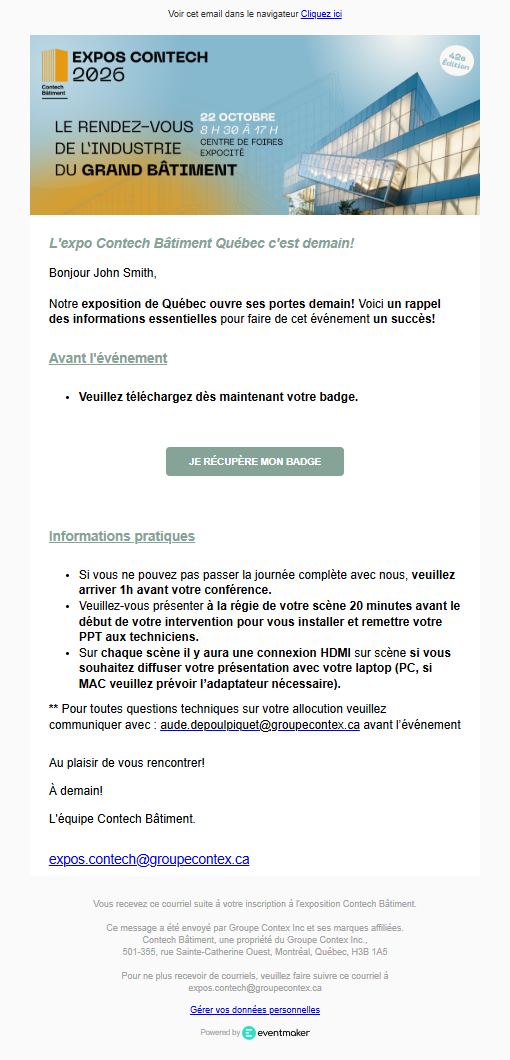 Voir cet email dans le navigateur Cliquez ici
EXPOS CONTECH
2026
Contech
Bâtiment
42e
Édition
LE RENDEZ-VOUS
DE L'INDUSTRIE
DU GRAND BÂTIMENT
22 OCTOBRE
8 H 30 À 17 H
CENTRE DE FOIRES
EXPOCITÉ
L'expo Contech Bâtiment Québec c'est demain!
Bonjour John Smith,
Notre exposition de Québec ouvre ses portes demain! Voici un rappel
des informations essentielles pour faire de cet événement un succès!
Avant l'événement
• Veuillez téléchargez dès maintenant votre badge.
JE RÉCUPÈRE MON BADGE
Informations pratiques
• Si vous ne pouvez pas passer la journée complète avec nous, veuillez
arriver 1h avant votre conférence.
• Veuillez-vous présenter à la régie de votre scène 20 minutes avant le
début de votre intervention pour vous installer et remettre votre
PPT aux techniciens.
• Sur chaque scène il y aura une connexion HDMI sur scène si vous
souhaitez diffuser votre présentation avec votre laptop (PC, si
MAC veuillez prévoir l’adaptateur nécessaire).
** Pour toutes questions techniques sur votre allocution veuillez
communiquer avec : aude.depoulpiquet@groupecontex.ca avant l’événement
Au plaisir de vous rencontrer!
À demain!
L'équipe Contech Bâtiment.
expos.contech@groupecontex.ca
Vous recevez ce courriel suite à votre inscription à l'exposition Contech Bâtiment.
Ce message a été envoyé par Groupe Contex Inc et ses marques affiliées.
Contech Bâtiment, une propriété du Groupe Contex Inc.,
501-355, rue Sainte-Catherine Ouest, Montréal, Québec, H3B 1A5
Pour ne plus recevoir de courriels, veuillez faire suivre ce courriel à
expos.contech@groupecontex.ca
Gérer vos données personnelles
Powered by eventmaker